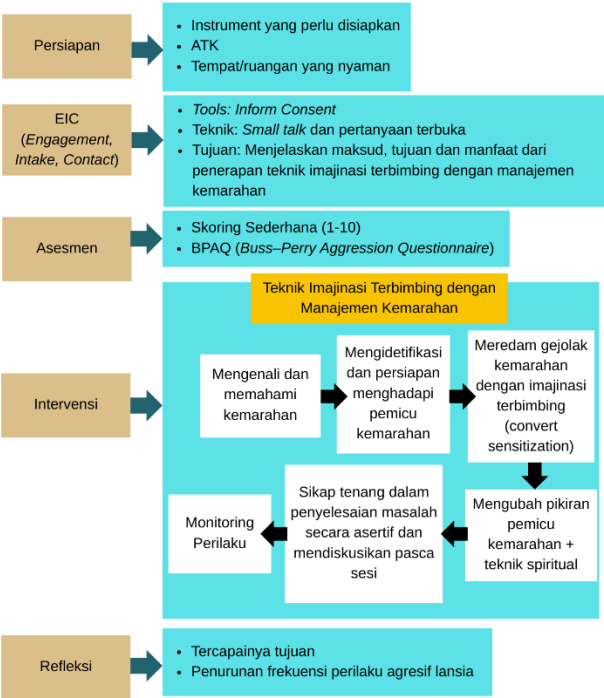 Persiapan
• Instrument yang perlu disiapkan
• ATK
• Tempat/ruangan yang nyaman
EIC
(Engagement,
Intake, Contact)
• Tools: Inform Consent
• Teknik: Small talk dan pertanyaan terbuka
• Tujuan: Menjelaskan maksud, tujuan dan manfaat dari
penerapan teknik imajinasi terbimbing dengan manajemen
kemarahan
Asesmen
• Skoring Sederhana (1-10)
• BPAQ (Buss–Perry Aggression Questionnaire)
Intervensi
Teknik Imajinasi Terbimbing dengan
Manajemen Kemarahan
Mengenali dan
memahami
kemarahan
Mengidetifikasi
dan persiapan
menghadapi
pemicu
kemarahan
Meredam gejolak
kemarahan
dengan imajinasi
terbimbing
(convert
sensitization)
Mengubah pikiran
pemicu
kemarahan +
teknik spiritual
Sikap tenang dalam
penyelesaian masalah
secara asertif dan
mendiskusikan pasca
sesi
Monitoring
Perilaku
Refleksi
• Tercapainya tujuan
• Penurunan frekuensi perilaku agresif lansia